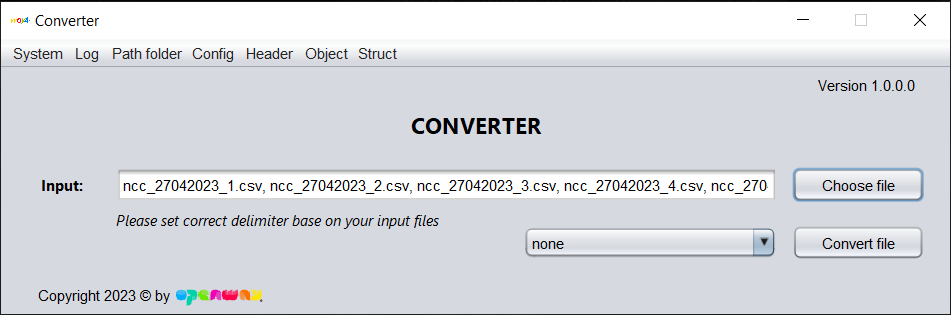 Converter
System Log Path folder Config Header Object Struct
Version 1.0.0.0
CONVERTER
Input: ncc_27042023_1.csv, ncc_27042023_2.csv, ncc_27042023_3.csv, ncc_27042023_4.csv, ncc_270 Choose file
Please set correct delimiter base on your input files
none Convert file
Copyright 2023 © by openway.